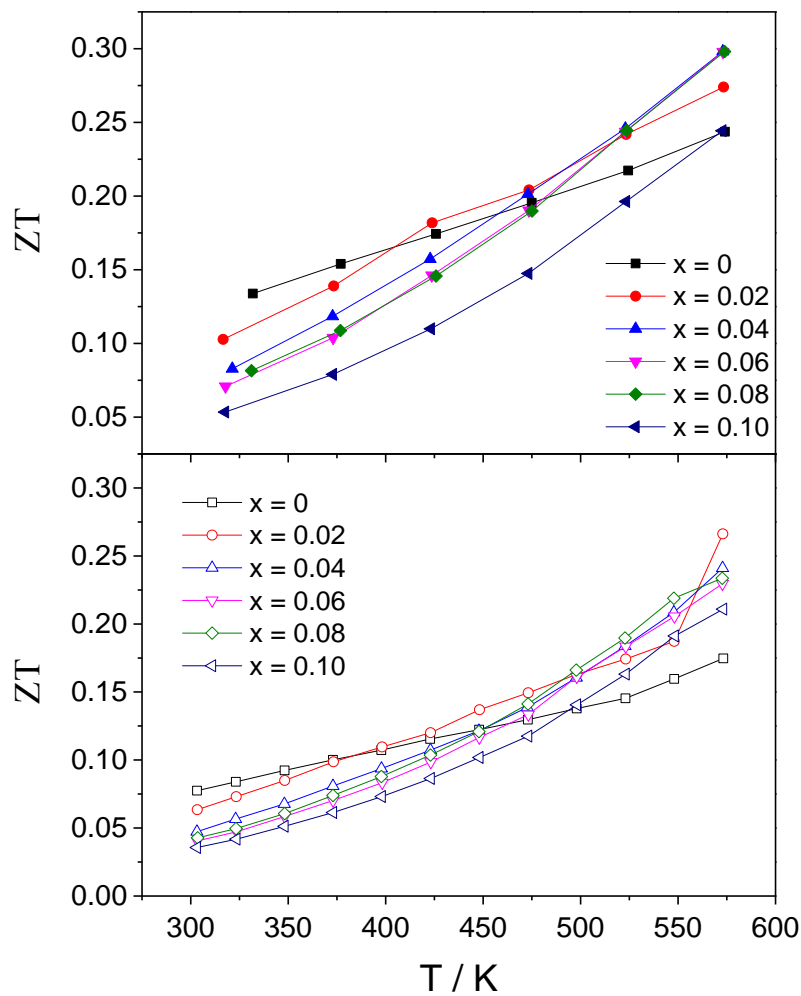 0.30
0.25
0.20
0.15
0.10
0.05
ZT
x = 0
x = 0.02
x = 0.04
x = 0.06
x = 0.08
x = 0.10
0.30
0.25
0.20
0.15
0.10
0.05
0.00
ZT
x = 0
x = 0.02
x = 0.04
x = 0.06
x = 0.08
x = 0.10
300 350 400 450 500 550 600
T / K